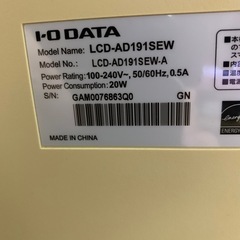 I-O DATA
Model Name: LCD-AD191SEW
Model No.: LCD-AD191SEW-A
Power Rating: 100-240V~, 50/60Hz, 0.5A
Power Consumption: 20W
S/N: GAM0076863Q0 GN
MADE IN CHINA